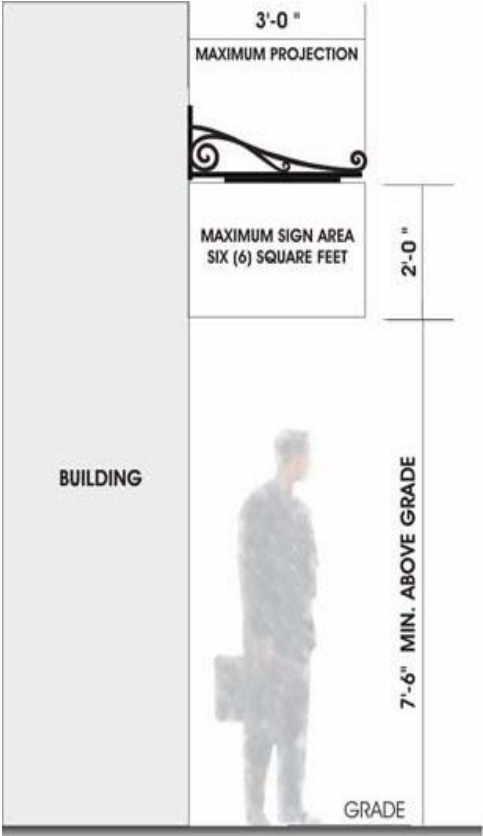 3'-0 "
MAXIMUM PROJECTION
MAXIMUM SIGN AREA
SIX (6) SQUARE FEET
2'-0 "
BUILDING
7'-6" MIN. ABOVE GRADE
GRADE